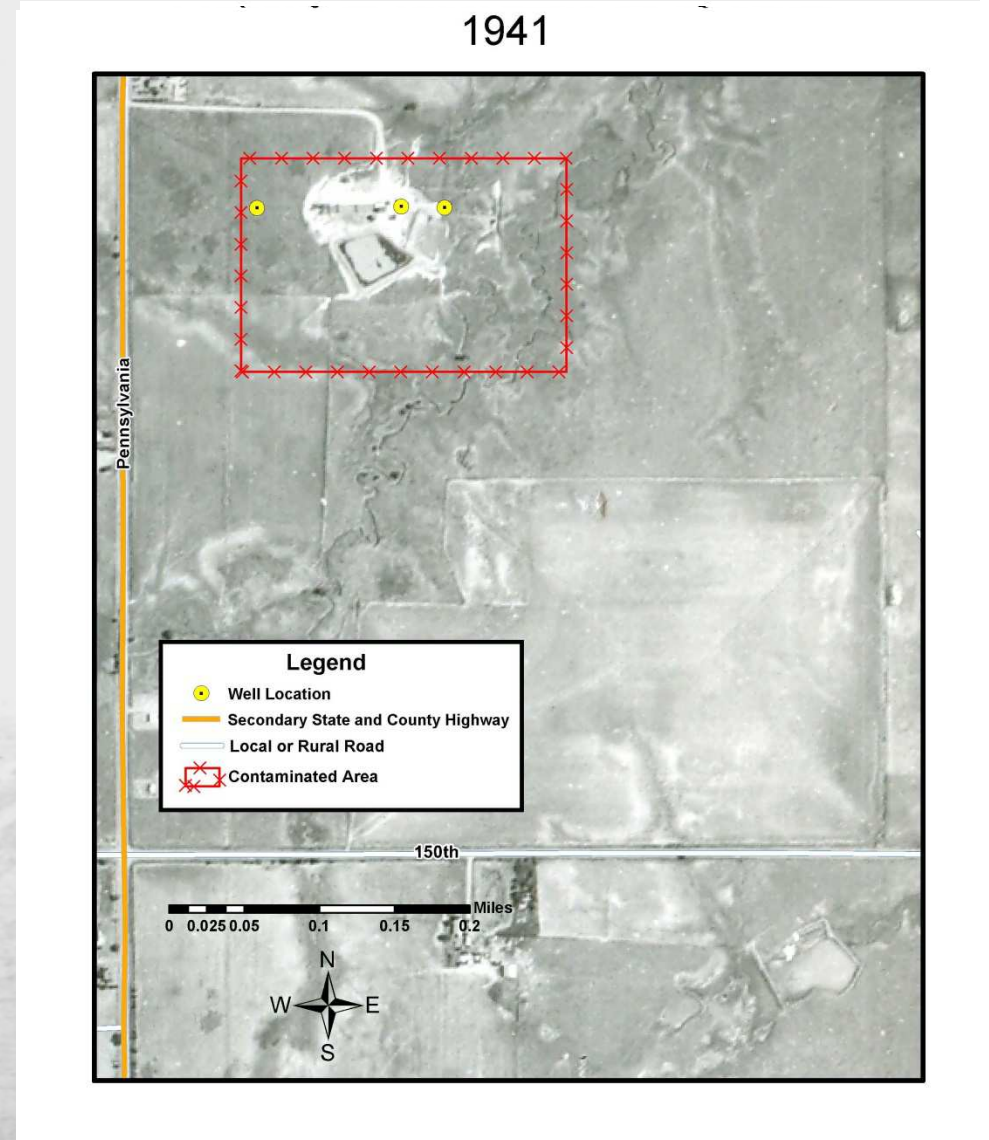 1941
Pennsylvania
Legend
Well Location
Secondary State and County Highway
Local or Rural Road
Contaminated Area
150th
Miles
0 0.025 0.05 0.1 0.15 0.2
N
W E
S